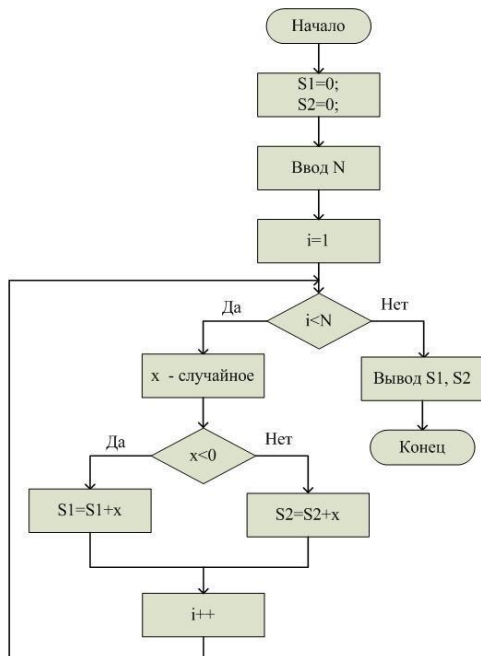 Начало
S1=0;
S2=0;
Ввод N
i=1
Да
i<N
Нет
x - случайное
Вывод S1, S2
Да
x<0
Нет
Конец
S1=S1+x
S2=S2+x
i++